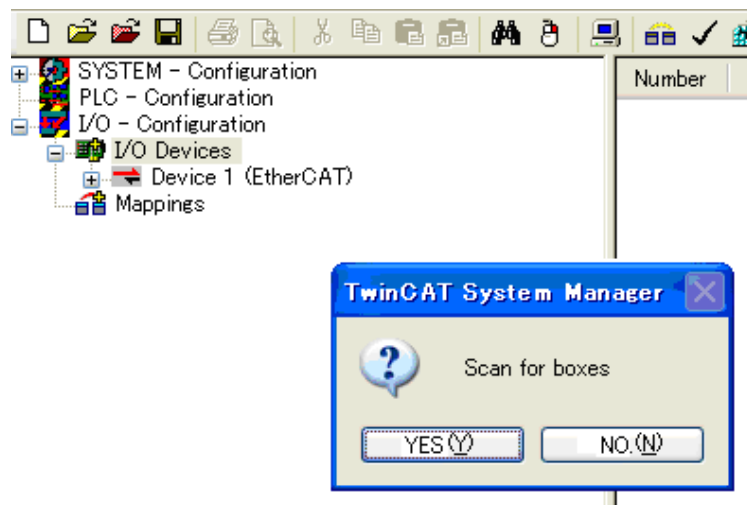 SYSTEM - Configuration
Number
PLC - Configuration
I/O - Configuration
I/O Devices
Device 1 (EtherCAT)
Mappings
TwinCAT System Manager
Scan for boxes
YES(Y)
NO.(N)